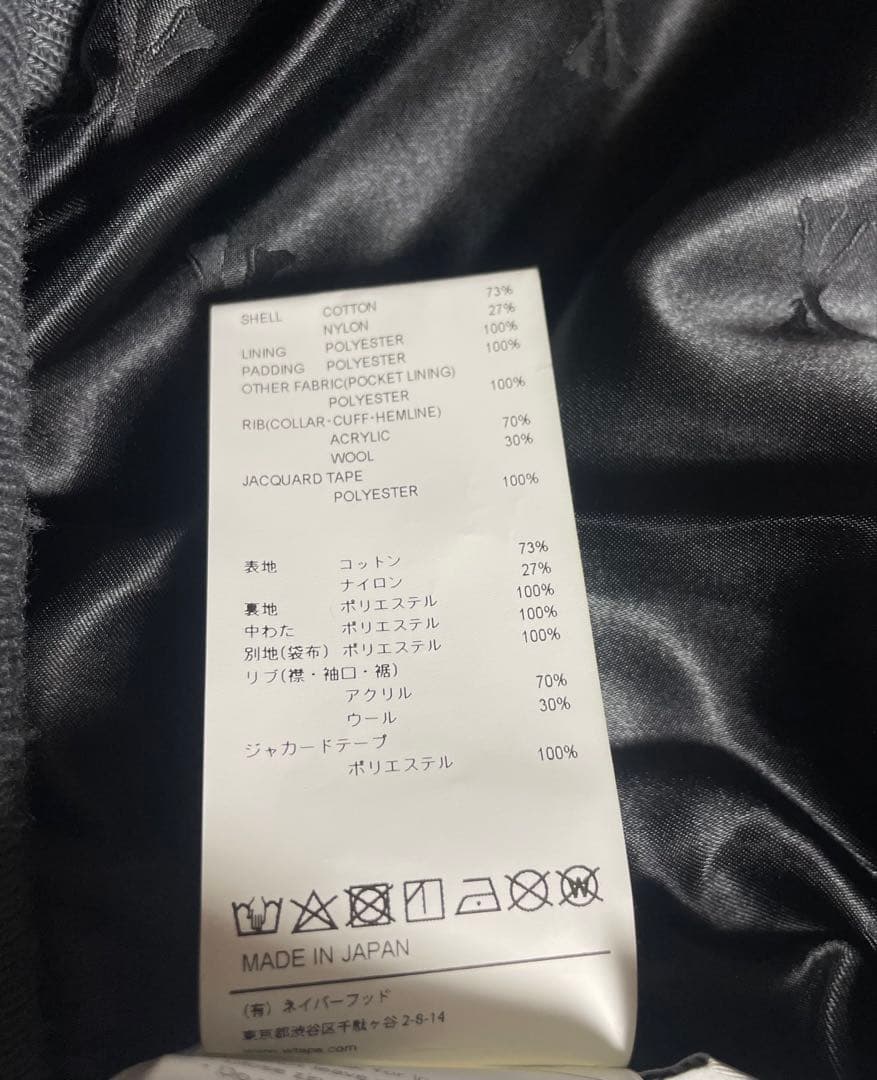 SHELL COTTON 73%
NYLON 27%
LINING POLYESTER 100%
PADDING POLYESTER 100%
OTHER FABRIC(POCKET LINING)
POLYESTER 100%
RIB(COLLAR・CUFF・HEMLINE)
ACRYLIC 70%
WOOL 30%
JACQUARD TAPE
POLYESTER 100%
表地 コットン 73%
ナイロン 27%
裏地 ポリエステル 100%
中わた ポリエステル 100%
別地(袋布) ポリエステル 100%
リブ(襟・袖口・裾)
アクリル 70%
ウール 30%
ジャカードテープ
ポリエステル 100%
W
MADE IN JAPAN
(有) ネイバーフッド
東京都渋谷区千駄ヶ谷 2-8-14
www.wtaps.com